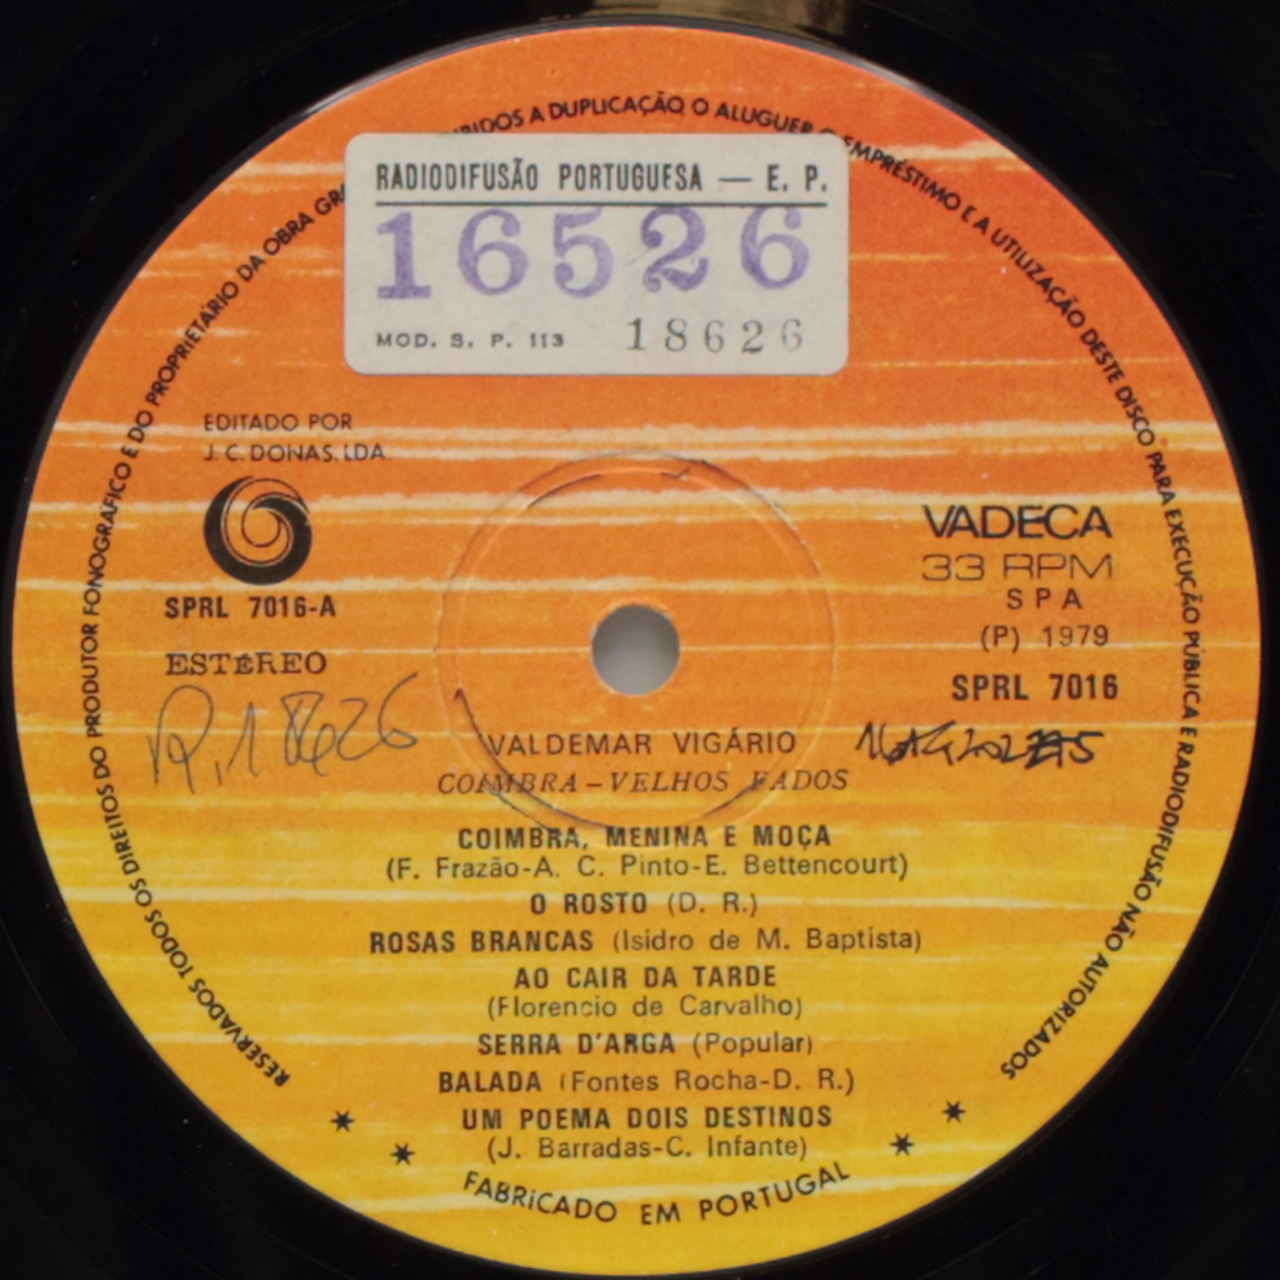 RESERVADOS TODOS OS DIREITOS DO PRODUTOR FONOGRÁFICO E DO PROPRIETÁRIO DA OBRA
DOS A DUPLICAÇÃO, O ALUGUER O EMPRÉSTIMO E A UTILIZAÇÃO DESTE DISCO PARA EXECUÇÃO PÚBLICA E RADIODIFUSÃO NÃO AUTORIZADOS
RADIODIFUSÃO PORTUGUESA — E. P.
16526
MOD. S. P. 113 18626
EDITADO POR
J. C. DONAS, LDA.
SPRL 7016-A
ESTÉREO
R.18626
VADECA
33 RPM
SPA
(P) 1979
SPRL 7016
VALDEMAR VIGÁRIO
COIMBRA – VELHOS FADOS
COIMBRA, MENINA E MOÇA
(F. Frazão-A. C. Pinto-E. Bettencourt)
O ROSTO (D. R.)
ROSAS BRANCAS (Isidro de M. Baptista)
AO CAIR DA TARDE
(Florencio de Carvalho)
SERRA D'ARGA (Popular)
BALADA (Fontes Rocha-D. R.)
UM POEMA DOIS DESTINOS
(J. Barradas-C. Infante)
FABRICADO EM PORTUGAL